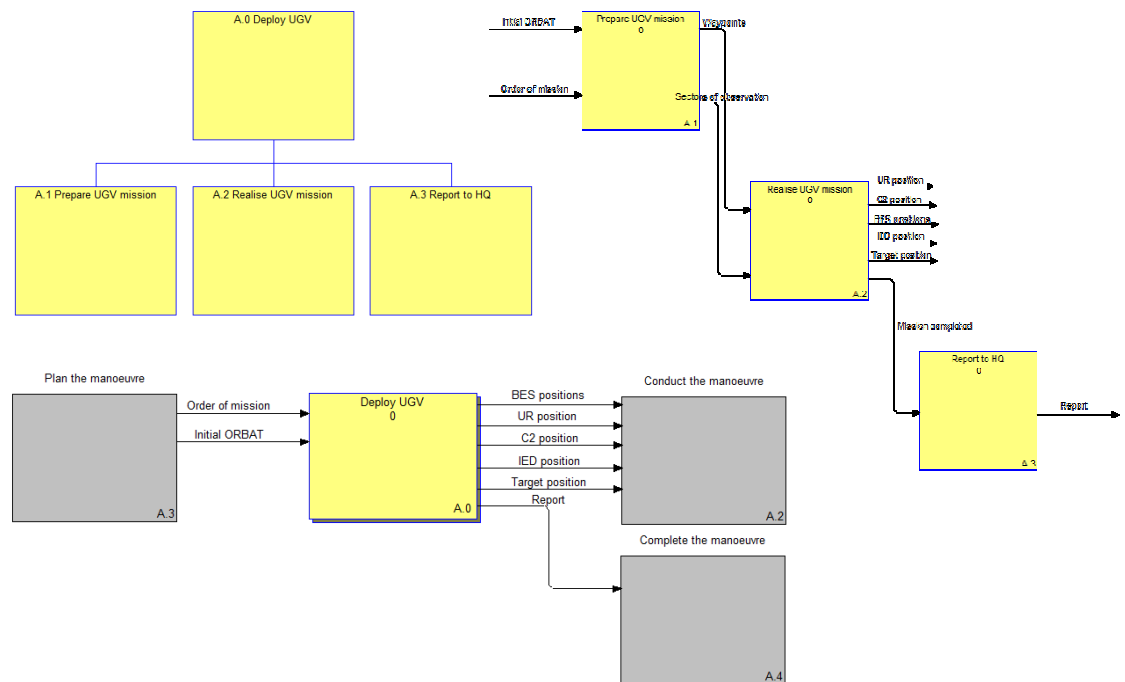 A.0 Deploy UGV
A.1 Prepare UGV mission
A.2 Realise UGV mission
A.3 Report to HQ
Initial ORBAT
Order of mission
Prepare UGV mission
0
A.1
Waypoints
Sectors of observation
Realise UGV mission
0
A.2
UR position
C2 position
BES positions
IED position
Target position
Mission completed
Report to HQ
0
A.3
Report
Plan the manoeuvre
A.3
Order of mission
Initial ORBAT
Deploy UGV
0
A.0
BES positions
UR position
C2 position
IED position
Target position
Report
Conduct the manoeuvre
A.2
Complete the manoeuvre
A.4